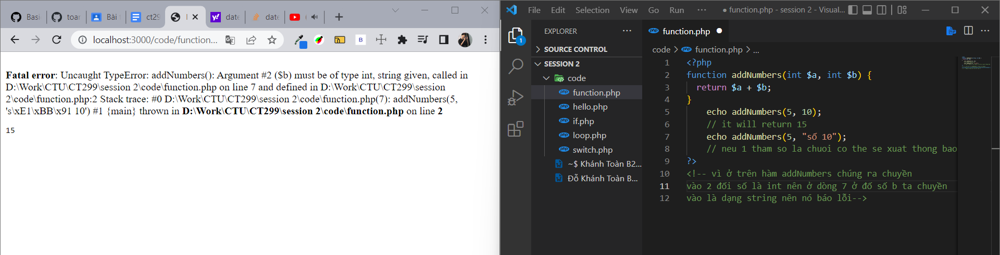 Basi
toar
Bài
ct29
date
date
localhost:3000/code/function...
Fatal error: Uncaught TypeError: addNumbers(): Argument #2 ($b) must be of type int, string given, called in
D:\Work\CTU\CT299\session 2\code\function.php on line 7 and defined in D:\Work\CTU\CT299\session
2\code\function.php:2 Stack trace: #0 D:\Work\CTU\CT299\session 2\code\function.php(7): addNumbers(5,
's\xE1\xBB\x91 10') #1 {main} thrown in D:\Work\CTU\CT299\session 2\code\function.php on line 2
15
File Edit Selection View Go Run ··· ● function.php - session 2 - Visual...
1
EXPLORER ···
SOURCE CONTROL
SESSION 2
code
php function.php
php hello.php
php if.php
php loop.php
php switch.php
~$ Khánh Toàn B2...
Đỗ Khánh Toàn B...
php function.php ●
code > php function.php > ...
1 <?php
2 function addNumbers(int $a, int $b) {
3 return $a + $b;
4 }
5 echo addNumbers(5, 10);
6 // it will return 15
7 echo addNumbers(5, "số 10");
8 // neu 1 tham so la chuoi co the se xuat thong bao
9 ?>
10 <!-- vì ở trên hàm addNumbers chúng ra chuyền
11 vào 2 đối số là int nên ở dòng 7 ở đố số b ta chuyền
12 vào là dạng string nên nó báo lỗi-->